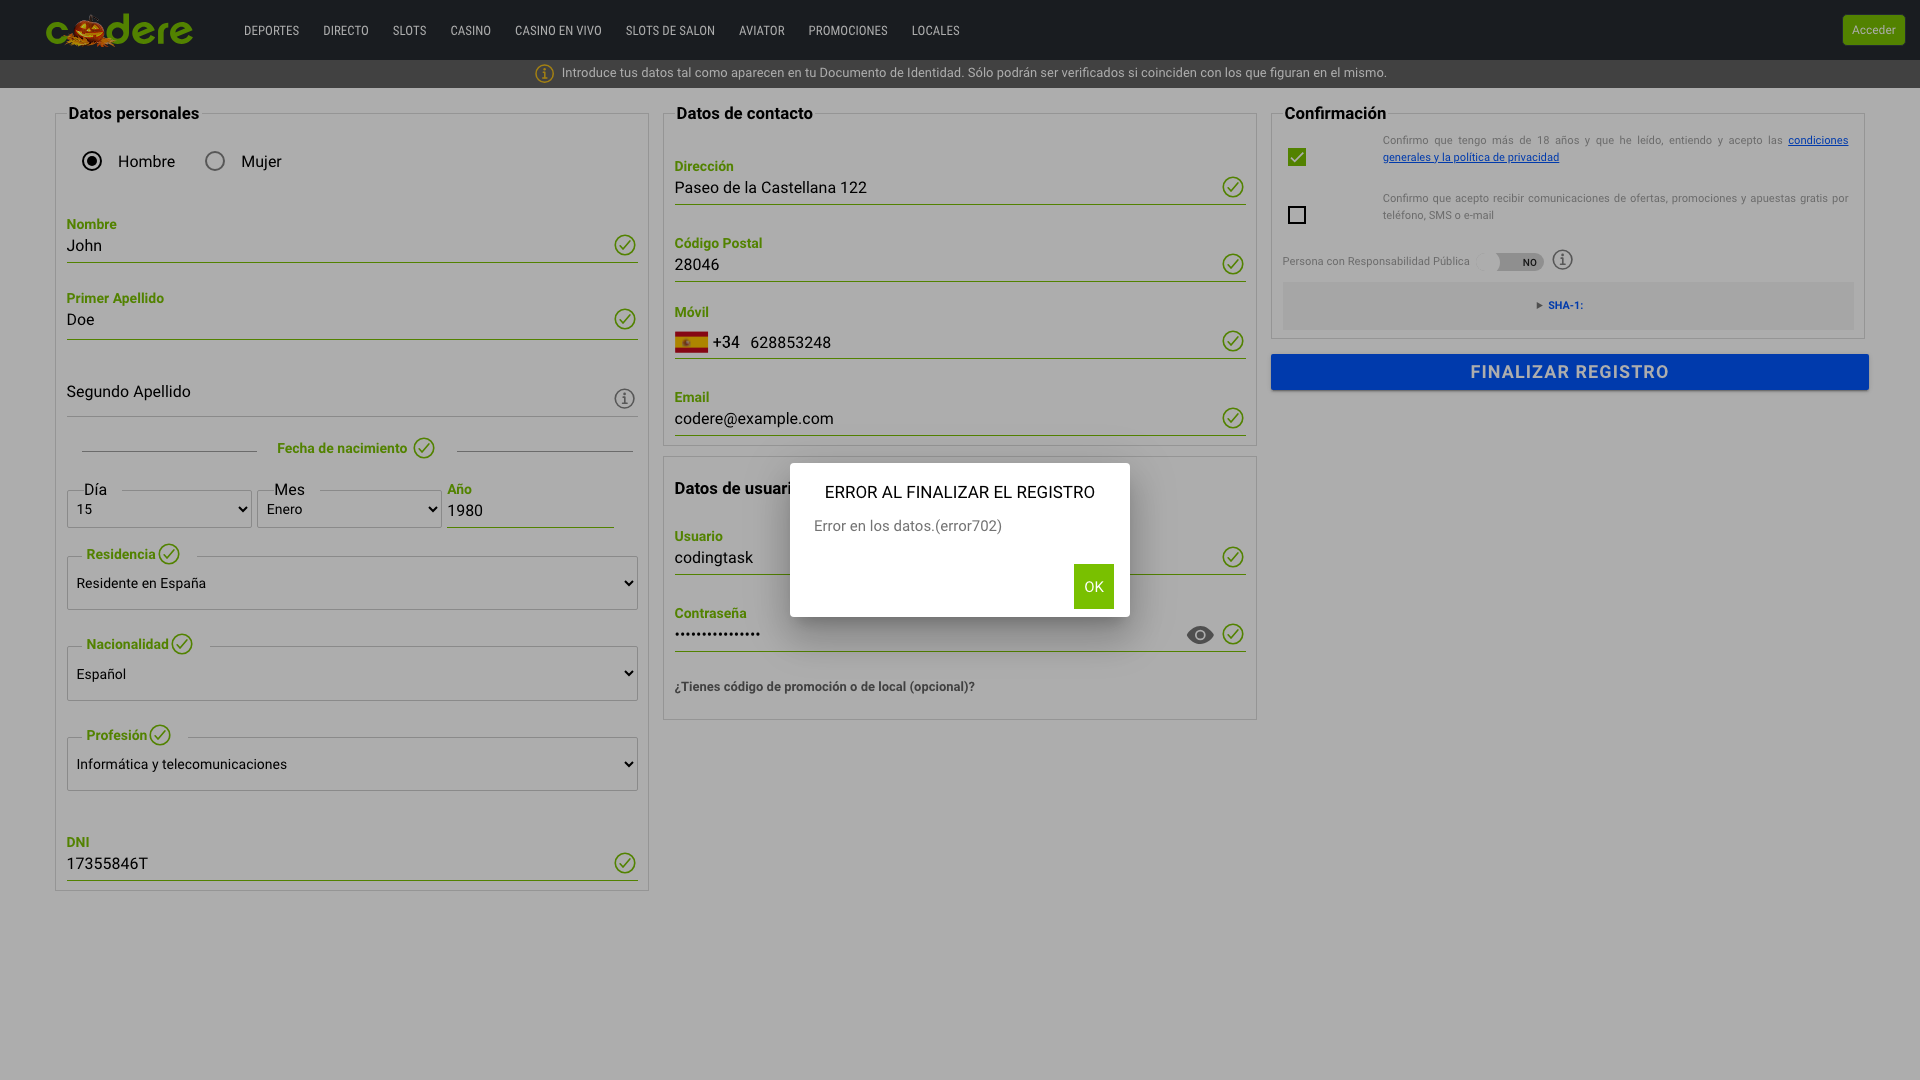 codere
DEPORTES DIRECTO SLOTS CASINO CASINO EN VIVO SLOTS DE SALON AVIATOR PROMOCIONES LOCALES
Acceder
Introduce tus datos tal como aparecen en tu Documento de Identidad. Sólo podrán ser verificados si coinciden con los que figuran en el mismo.
Datos personales
Hombre Mujer
Nombre
John
Primer Apellido
Doe
Segundo Apellido
Fecha de nacimiento
Día Mes Año
15 Enero 1980
Residencia
Residente en España
Nacionalidad
Español
Profesión
Informática y telecomunicaciones
DNI
17355846T
Datos de contacto
Dirección
Paseo de la Castellana 122
Código Postal
28046
Móvil
+34 628853248
Email
codere@example.com
Datos de usuari
Usuario
codingtask
Contraseña
••••••••••••••••
¿Tienes código de promoción o de local (opcional)?
Confirmación
Confirmo que tengo más de 18 años y que he leído, entiendo y acepto las condiciones
generales y la política de privacidad
Confirmo que acepto recibir comunicaciones de ofertas, promociones y apuestas gratis por
teléfono, SMS o e-mail
Persona con Responsabilidad Pública NO
SHA-1:
FINALIZAR REGISTRO
ERROR AL FINALIZAR EL REGISTRO
Error en los datos.(error702)
OK